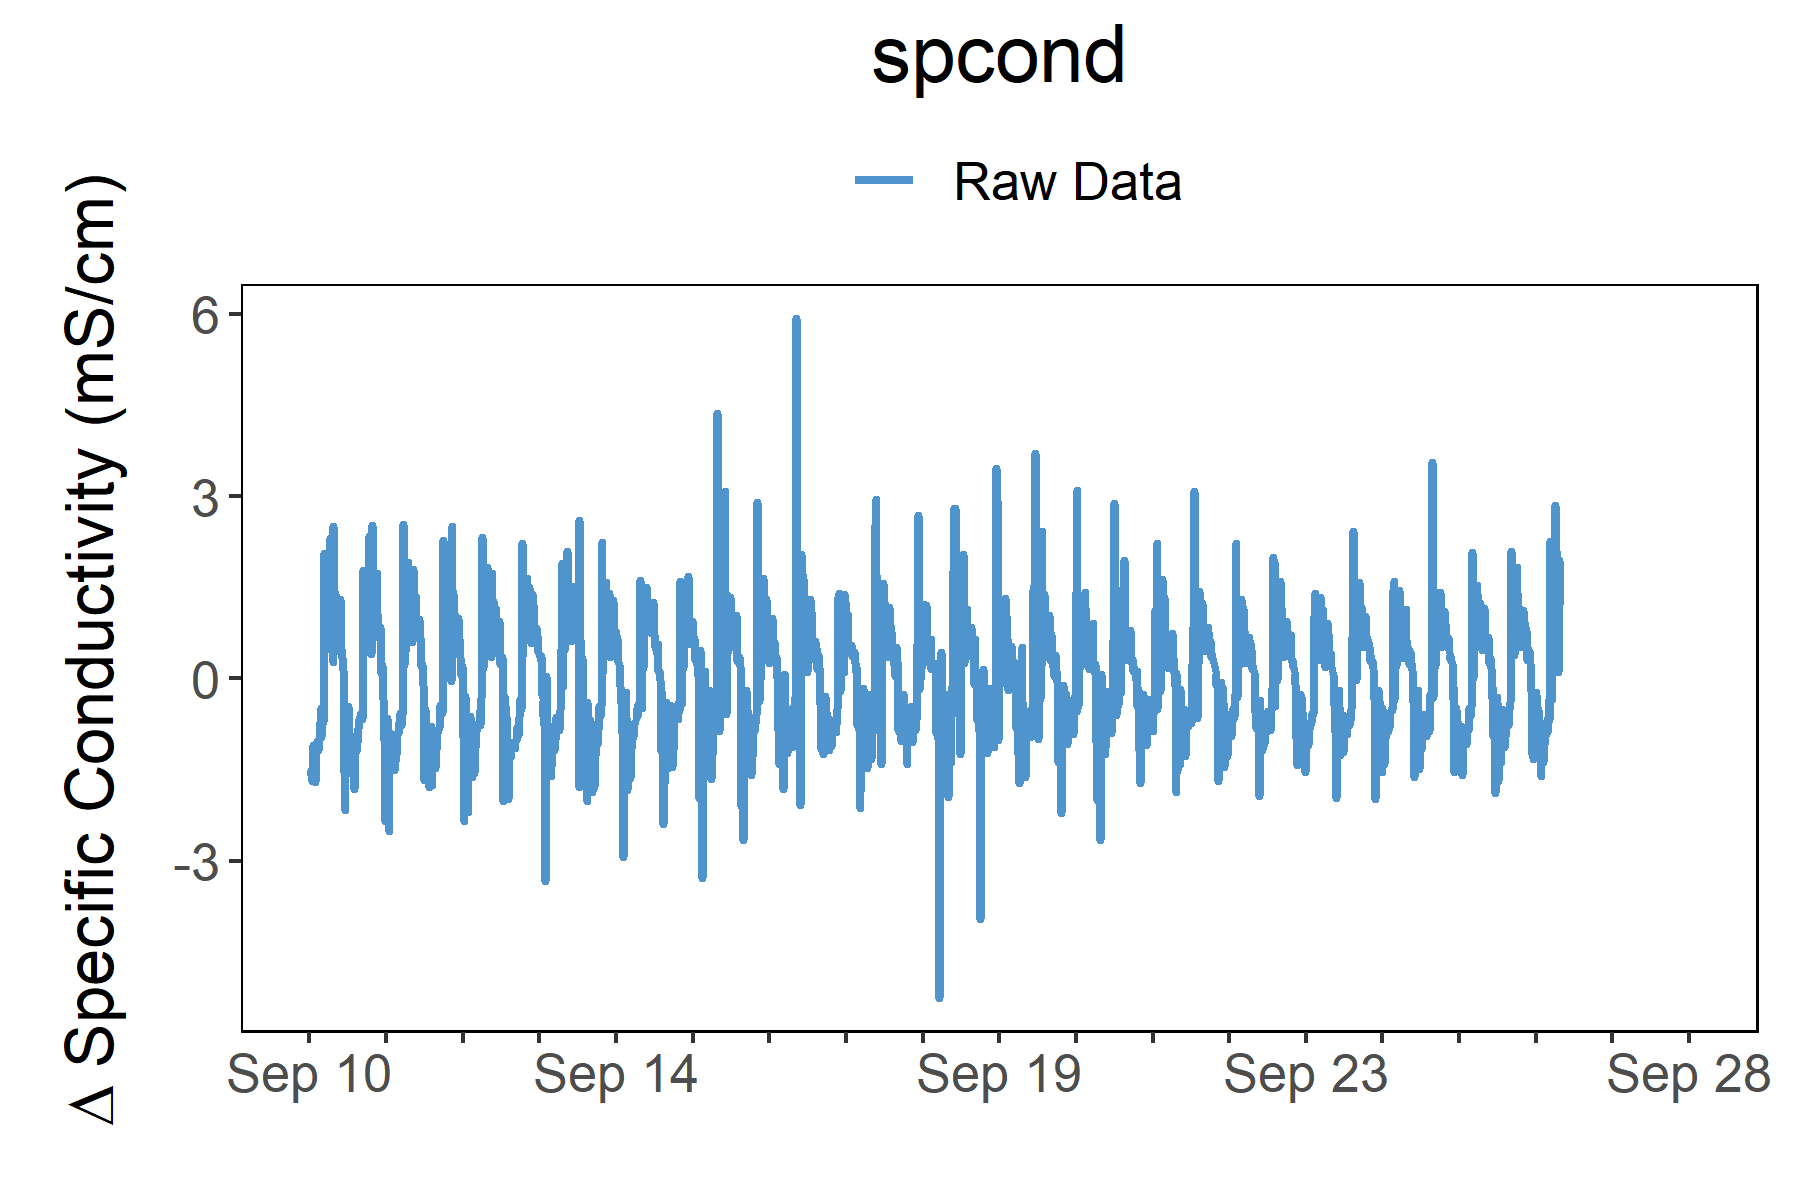 spcond
Raw Data
Δ Specific Conductivity (mS/cm)
6
3
0
-3
Sep 10 Sep 14 Sep 19 Sep 23 Sep 28